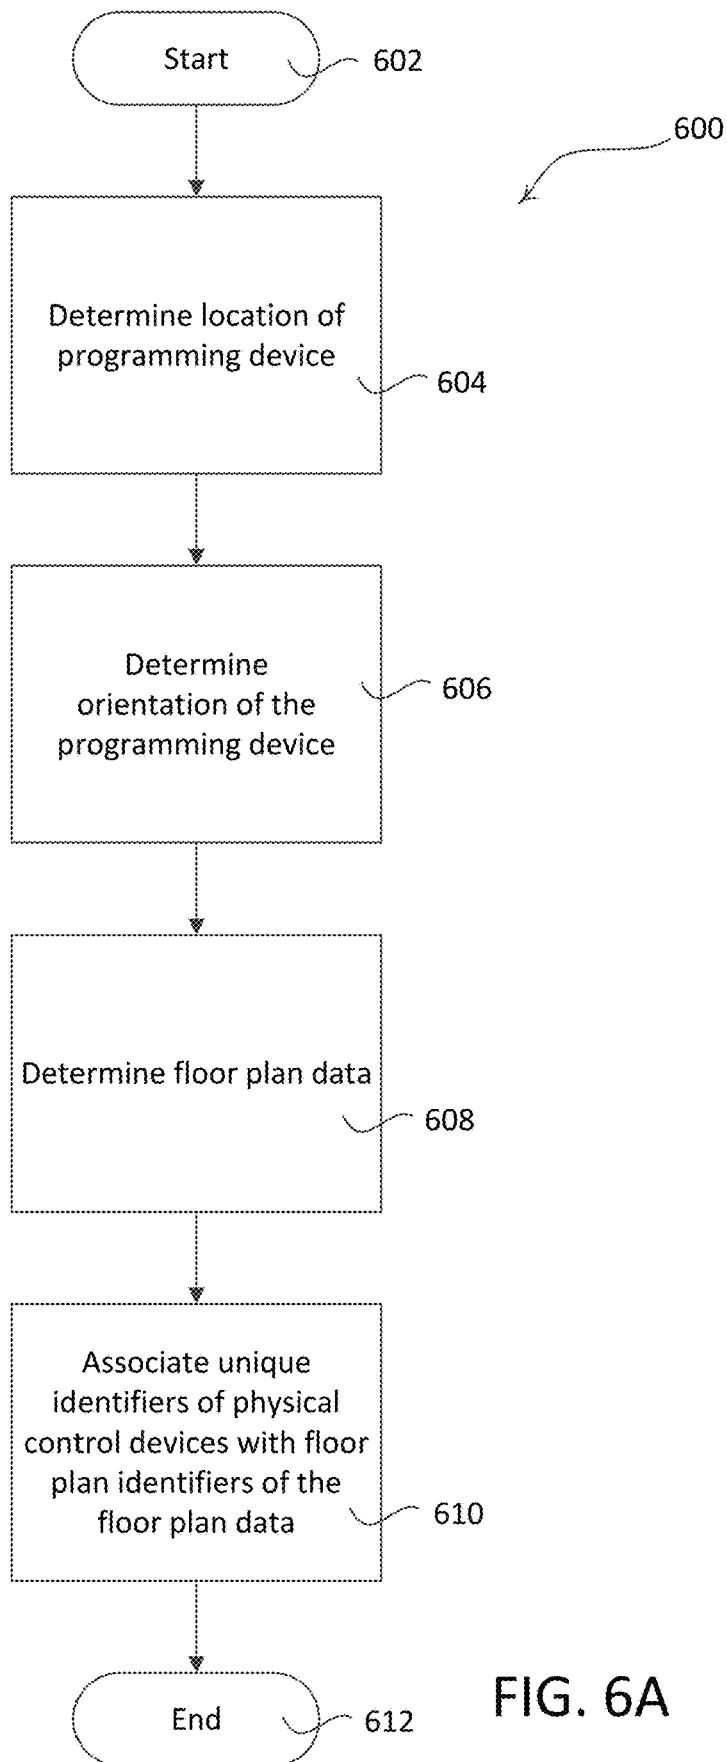 Start
602
600
Determine location of
programming device
604
Determine
orientation of the
programming device
606
Determine floor plan data
608
Associate unique
identifiers of physical
control devices with floor
plan identifiers of the
floor plan data
610
End
612
FIG. 6A